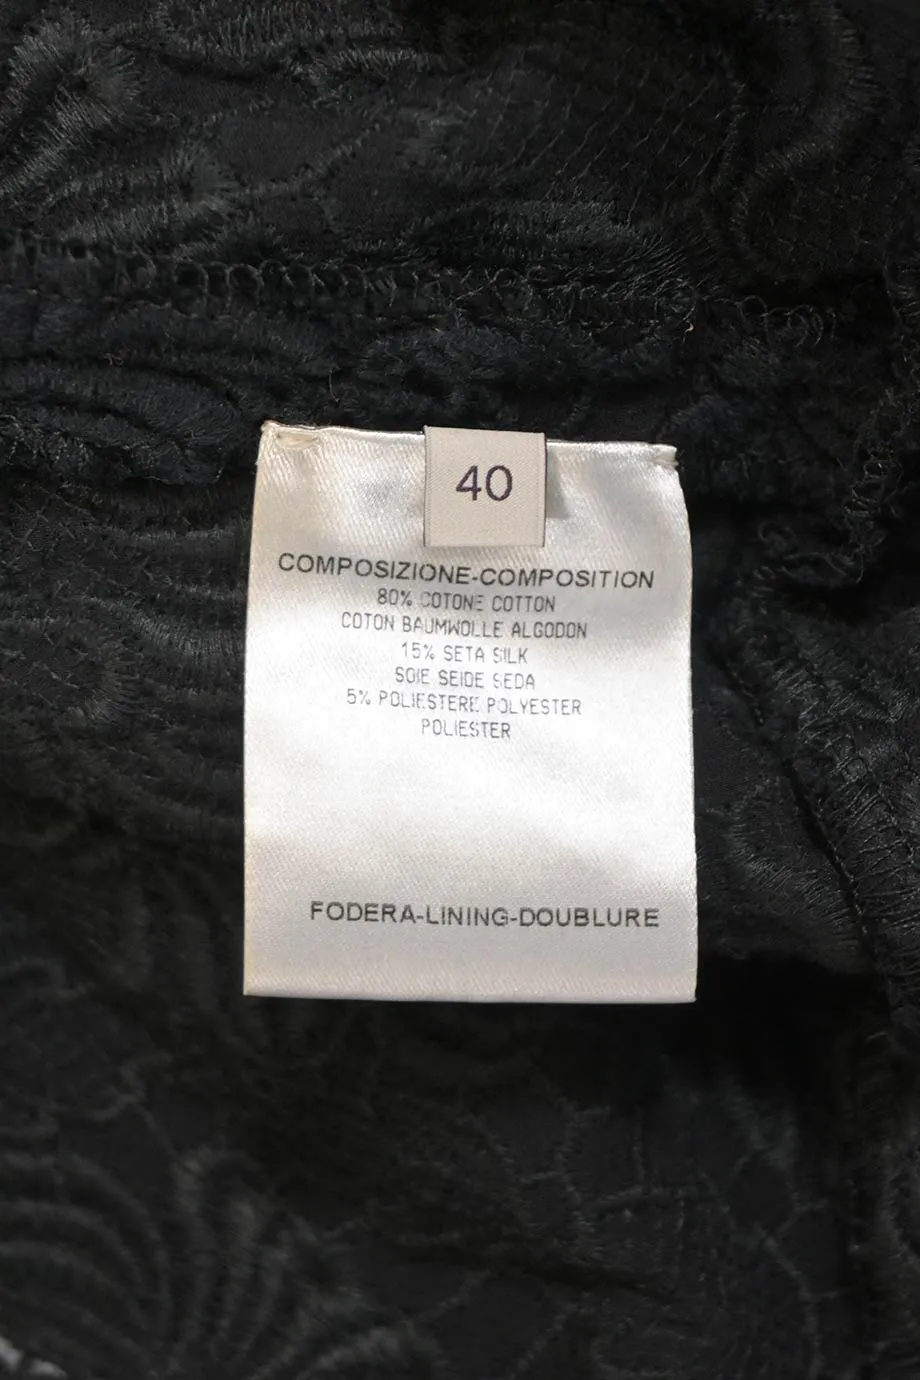 40
COMPOSIZIONE-COMPOSITION
80% COTONE COTTON
COTON BAUMWOLLE ALGODON
15% SETA SILK
SOIE SEIDE SEDA
5% POLIESTERE POLYESTER
POLIESTER
FODERA-LINING-DOUBLURE